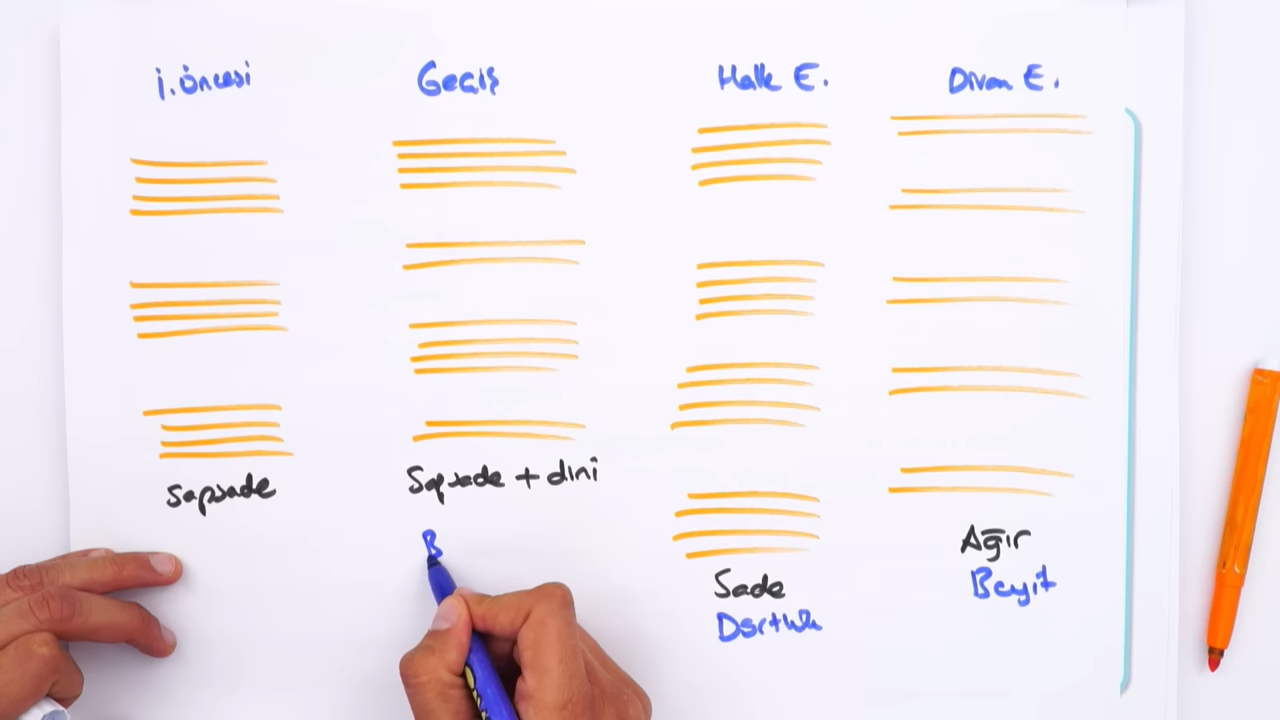 İ. Öncesi
Geçiş
Halk E.
Divan E.
Sapsade
Sapsade + dini
B
Sade
Dörtlük
Ağır
Beyit